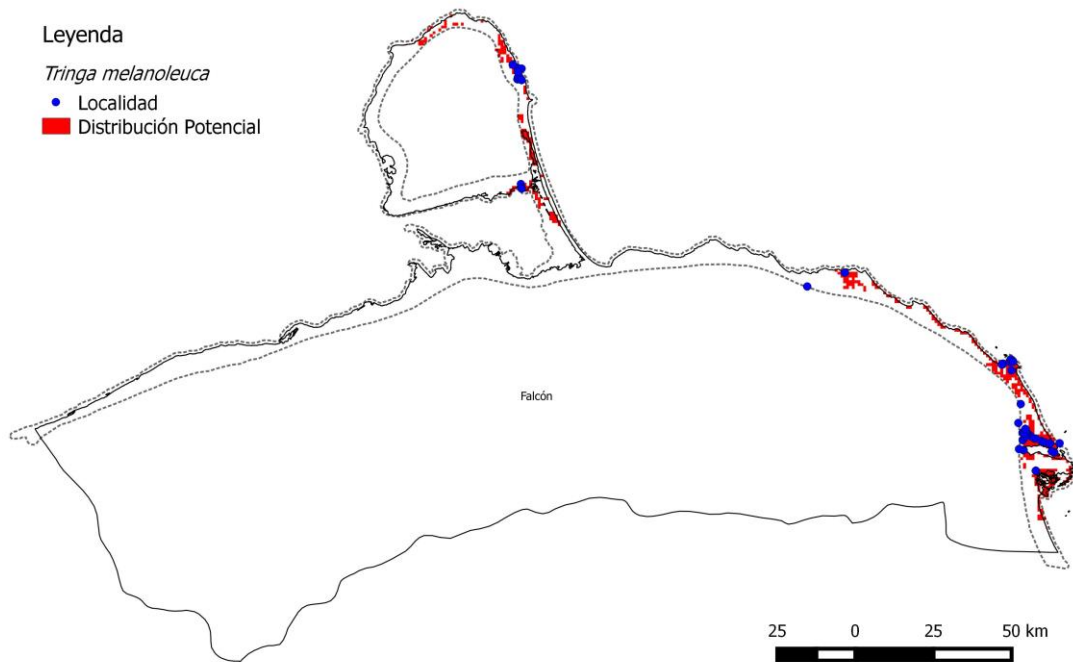 Leyenda
Tringa melanoleuca
Localidad
Distribución Potencial
Falcón
25 0 25 50 km